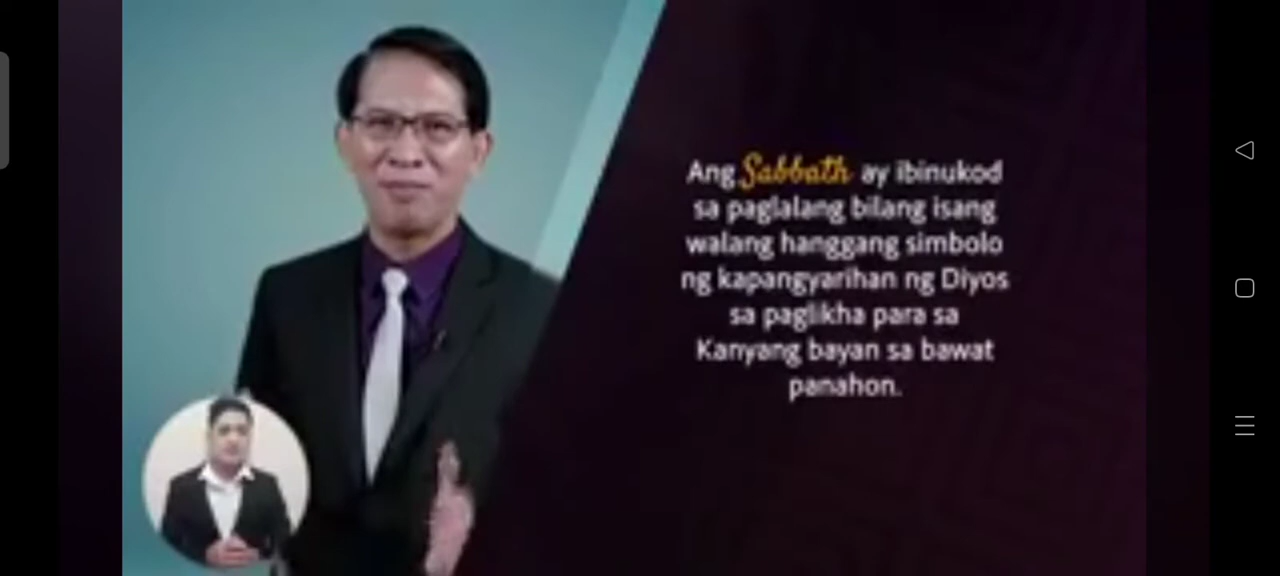 Ang Sabbath ay ibinukod
sa paglalang bilang isang
walang hanggang simbolo
ng kapangyarihan ng Diyos
sa paglikha para sa
Kanyang bayan sa bawat
panahon.